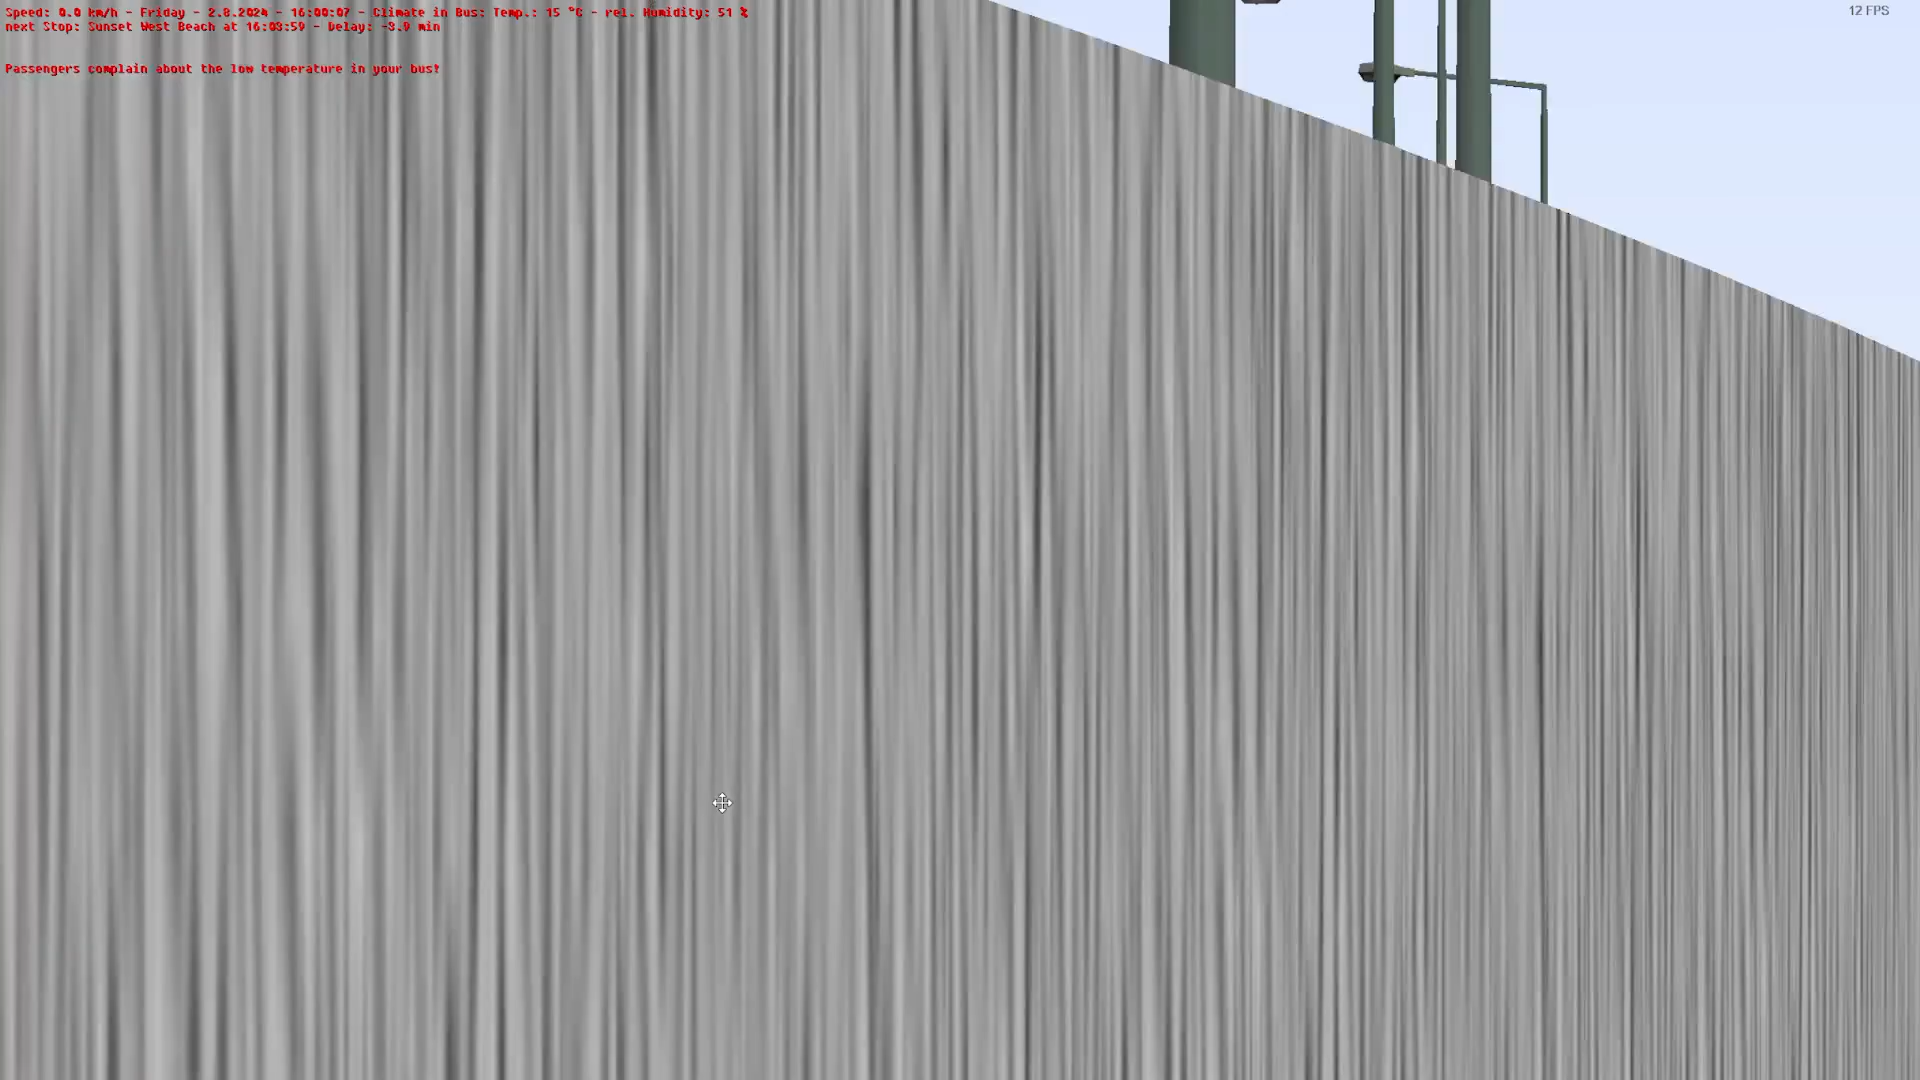 Speed: 0.0 km/h - Friday - 2.8.2024 - 16:00:07 - Climate in Bus: Temp.: 15 °C - rel. Humidity: 51 %
12 FPS
next Stop: Sunset West Beach at 16:03:59 - Delay: -3.9 min
Passengers complain about the low temperature in your bus!